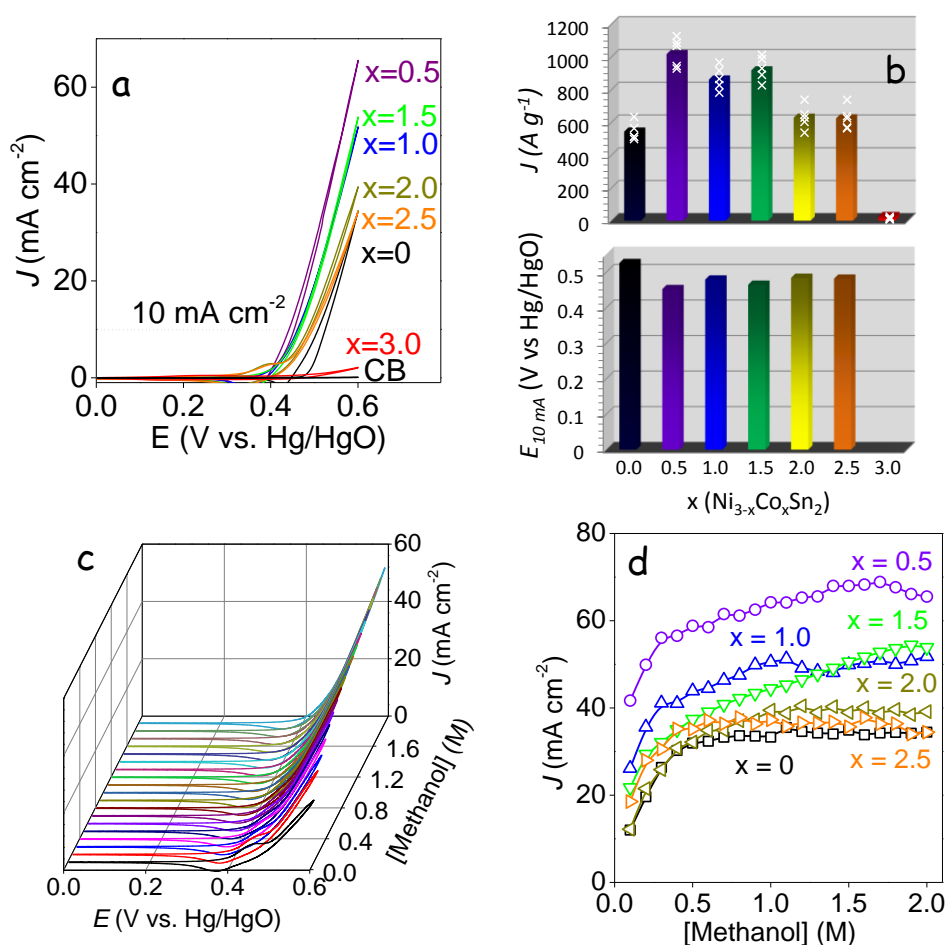 a
J (mA cm-2)
60
40
20
0
x=0.5
x=1.5
x=1.0
x=2.0
x=2.5
x=0
10 mA cm-2
x=3.0
CB
0.0 0.2 0.4 0.6
E (V vs. Hg/HgO)
b
J (A g-1)
1200
1000
800
600
400
200
0
E10 mA (V vs Hg/HgO)
0.5
0.4
0.3
0.2
0.1
0
0.0 0.5 1.0 1.5 2.0 2.5 3.0
x (Ni3-xCoxSn2)
c
60
40
20
0
J (mA cm-2)
1.6
1.2
0.8
0.4
0.0
[Methanol] (M)
0.0 0.2 0.4 0.6
E (V vs. Hg/HgO)
d
J (mA cm-2)
80
60
40
20
0
x = 0.5
x = 1.5
x = 1.0
x = 2.0
x = 0
x = 2.5
0.0 0.5 1.0 1.5 2.0
[Methanol] (M)